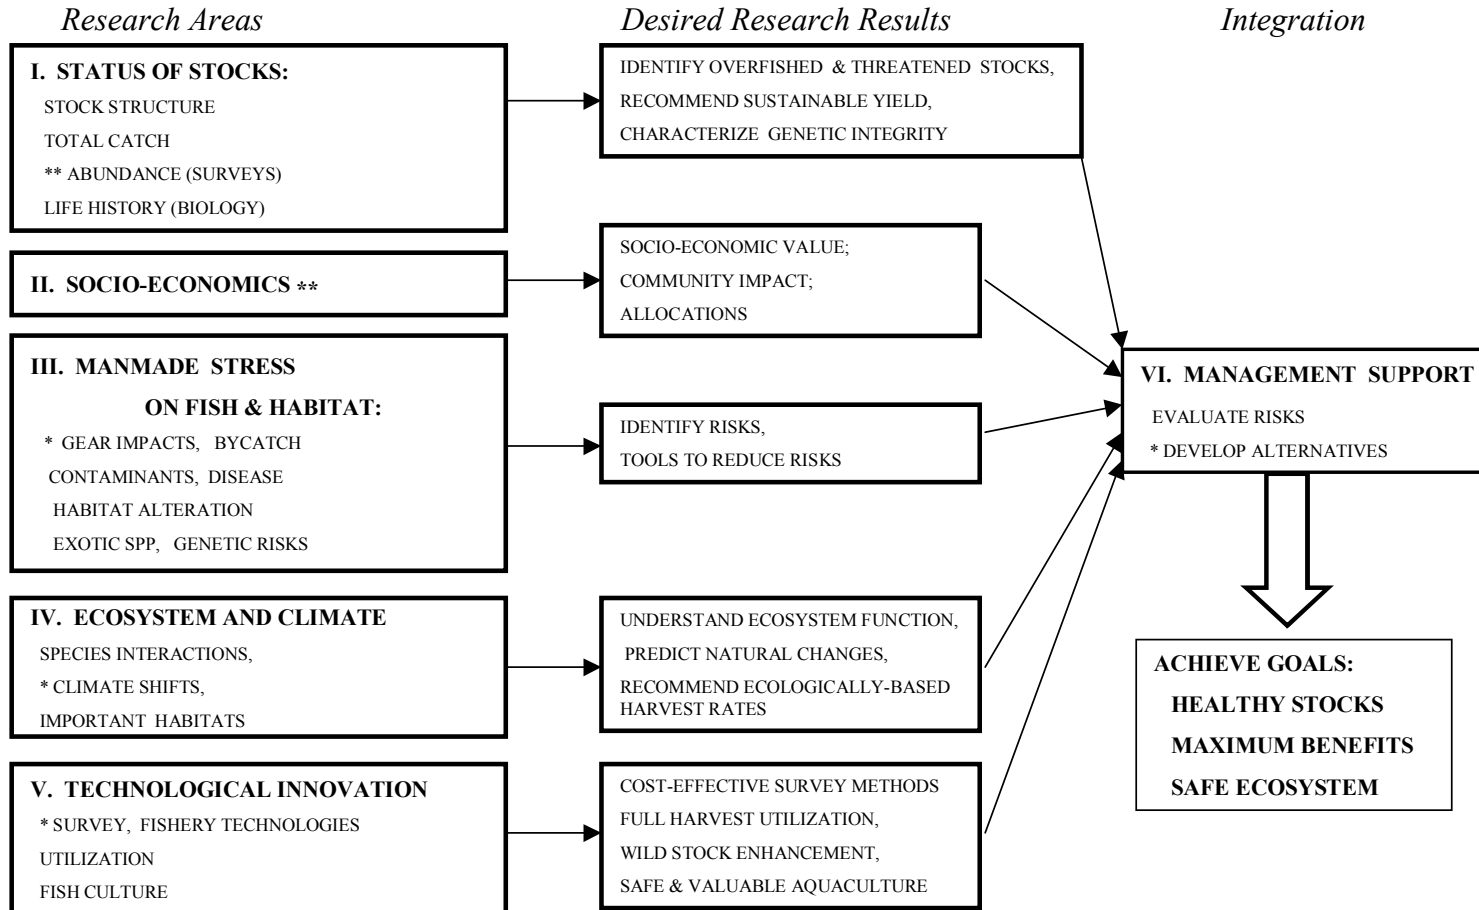 Research Areas
Desired Research Results
Integration
I. STATUS OF STOCKS:
STOCK STRUCTURE
TOTAL CATCH
** ABUNDANCE (SURVEYS)
LIFE HISTORY (BIOLOGY)
IDENTIFY OVERFISHED & THREATENED STOCKS,
RECOMMEND SUSTAINABLE YIELD,
CHARACTERIZE GENETIC INTEGRITY
II. SOCIO-ECONOMICS **
SOCIO-ECONOMIC VALUE;
COMMUNITY IMPACT;
ALLOCATIONS
III. MANMADE STRESS
ON FISH & HABITAT:
* GEAR IMPACTS, BYCATCH
CONTAMINANTS, DISEASE
HABITAT ALTERATION
EXOTIC SPP, GENETIC RISKS
IDENTIFY RISKS,
TOOLS TO REDUCE RISKS
IV. ECOSYSTEM AND CLIMATE
SPECIES INTERACTIONS,
* CLIMATE SHIFTS,
IMPORTANT HABITATS
UNDERSTAND ECOSYSTEM FUNCTION,
PREDICT NATURAL CHANGES,
RECOMMEND ECOLOGICALLY-BASED
HARVEST RATES
V. TECHNOLOGICAL INNOVATION
* SURVEY, FISHERY TECHNOLOGIES
UTILIZATION
FISH CULTURE
COST-EFFECTIVE SURVEY METHODS
FULL HARVEST UTILIZATION,
WILD STOCK ENHANCEMENT,
SAFE & VALUABLE AQUACULTURE
VI. MANAGEMENT SUPPORT
EVALUATE RISKS
* DEVELOP ALTERNATIVES
ACHIEVE GOALS:
HEALTHY STOCKS
MAXIMUM BENEFITS
SAFE ECOSYSTEM